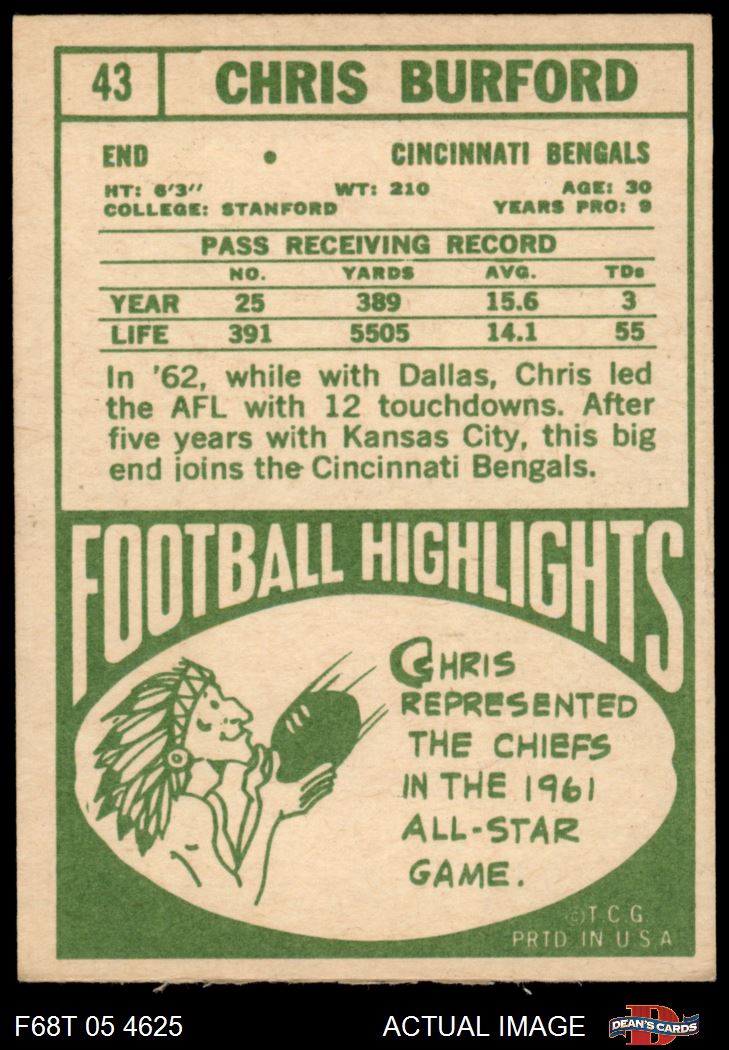 43 CHRIS BURFORD
END • CINCINNATI BENGALS
HT: 6'3" WT: 210 AGE: 30
COLLEGE: STANFORD YEARS PRO: 9
PASS RECEIVING RECORD
NO. YARDS AVG. TDs
YEAR 25 389 15.6 3
LIFE 391 5505 14.1 55
In '62, while with Dallas, Chris led
the AFL with 12 touchdowns. After
five years with Kansas City, this big
end joins the Cincinnati Bengals.
FOOTBALL HIGHLIGHTS
CHRIS
REPRESENTED
THE CHIEFS
IN THE 1961
ALL-STAR
GAME.
© T.C.G.
PRTD IN U S A
F68T 05 4625 ACTUAL IMAGE D DEAN'S CARDS